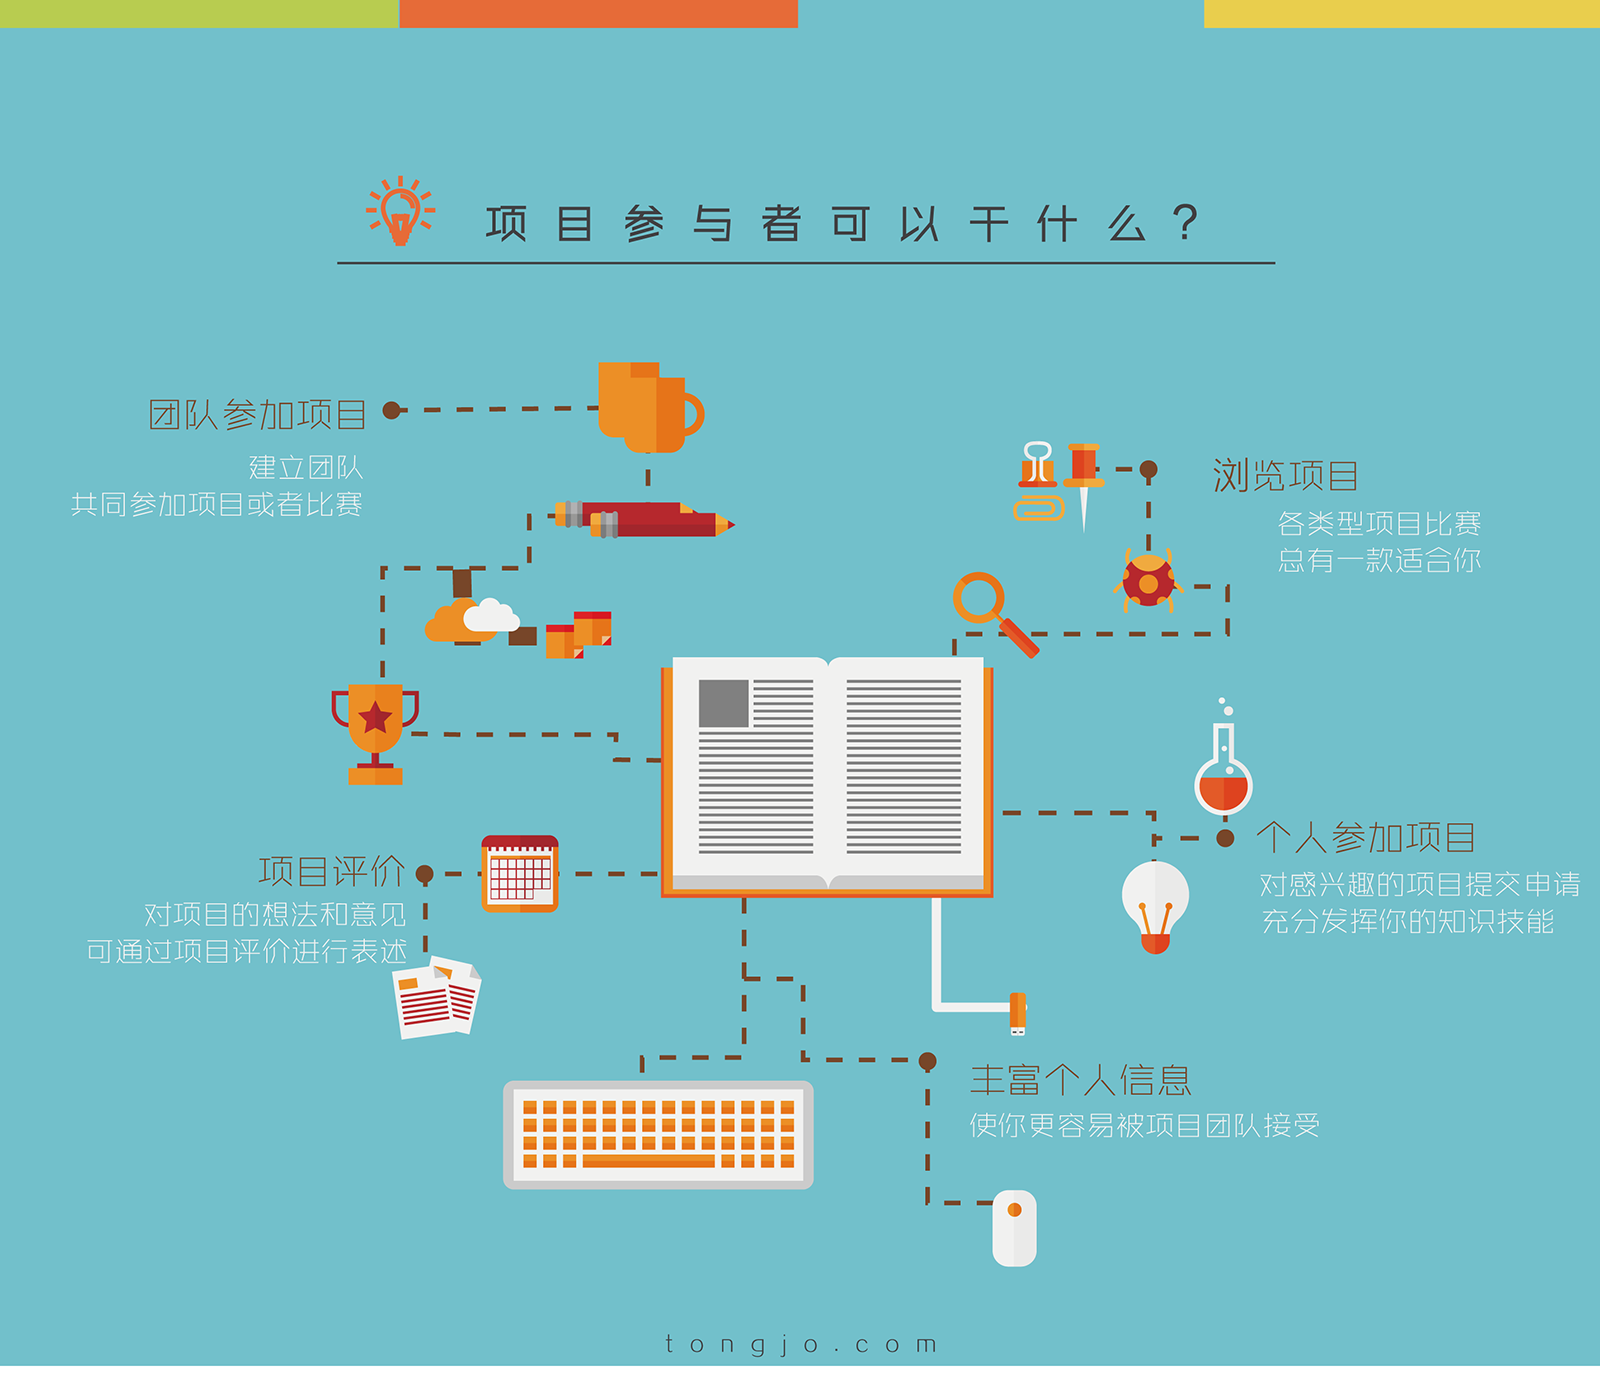 项目参与者可以干什么?
团队参加项目
建立团队
共同参加项目或者比赛
浏览项目
各类型项目比赛
总有一款适合你
个人参加项目
对感兴趣的项目提交申请
充分发挥你的知识技能
项目评价
对项目的想法和意见
可通过项目评价进行表述
丰富个人信息
使你更容易被项目团队接受
tongjo.com